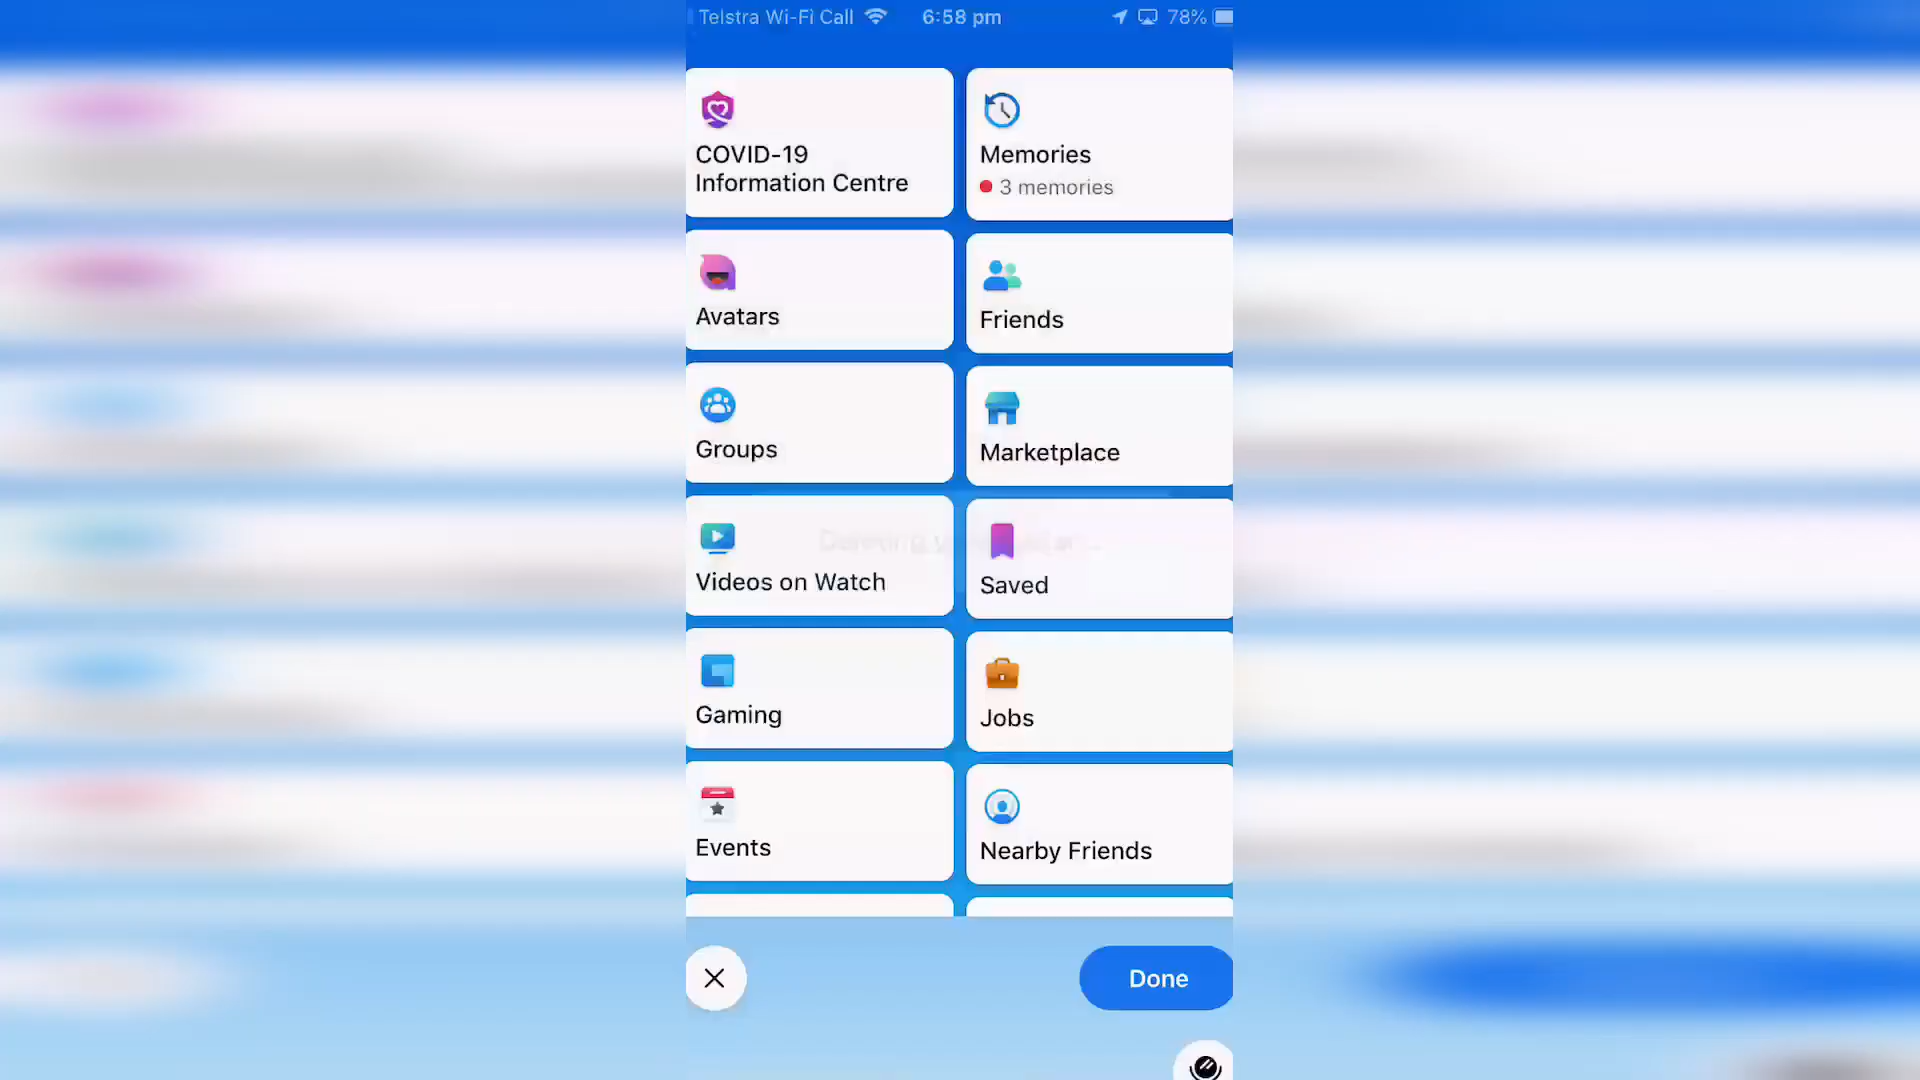 Telstra Wi-Fi Call 6:58 pm 78%
COVID-19
Information Centre
Memories
3 memories
Avatars
Friends
Groups
Marketplace
Videos on Watch
Saved
Gaming
Jobs
Events
Nearby Friends
Done